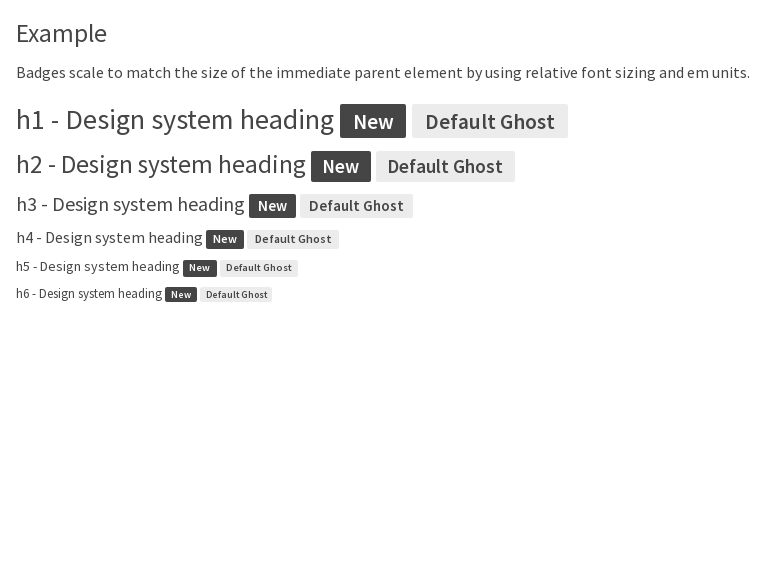 Example
Badges scale to match the size of the immediate parent element by using relative font sizing and em units.
h1 - Design system heading New Default Ghost
h2 - Design system heading New Default Ghost
h3 - Design system heading New Default Ghost
h4 - Design system heading New Default Ghost
h5 - Design system heading New Default Ghost
h6 - Design system heading New Default Ghost